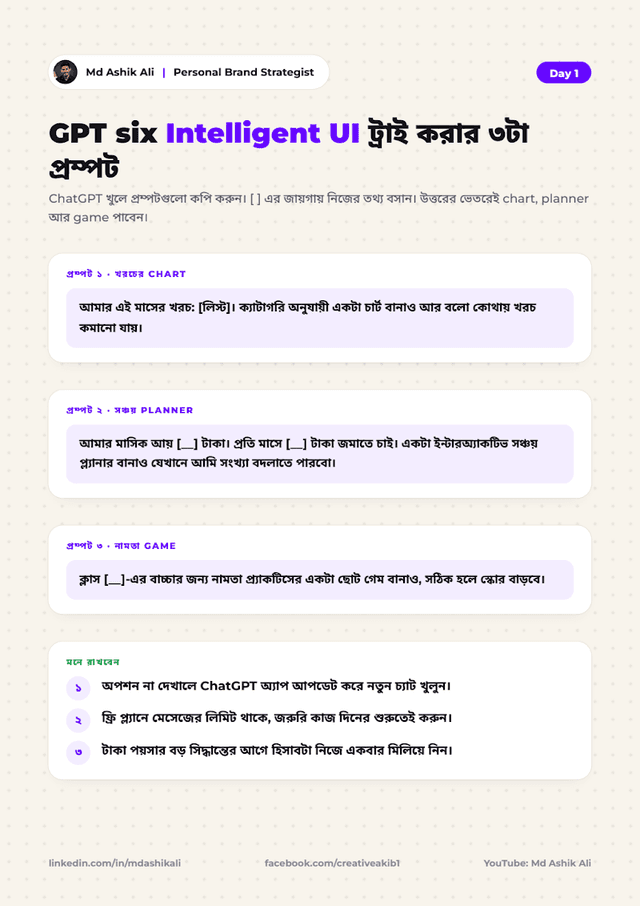 Md Ashik Ali | Personal Brand Strategist
Day 1
GPT six Intelligent UI ট্রাই করার ৩টা
প্রম্পট
ChatGPT খুলে প্রম্পটগুলো কপি করুন। [ ] এর জায়গায় নিজের তথ্য বসান। উত্তরের ভেতরেই chart, planner
আর game পাবেন।
প্রম্পট ১ · খরচের CHART
আমার এই মাসের খরচ: [লিস্ট]। ক্যাটাগরি অনুযায়ী একটা চার্ট বানাও আর বলো কোথায় খরচ
কমানো যায়।
প্রম্পট ২ · সঞ্চয় PLANNER
আমার মাসিক আয় [__] টাকা। প্রতি মাসে [__] টাকা জমাতে চাই। একটা ইন্টারঅ্যাকটিভ সঞ্চয়
প্ল্যানার বানাও যেখানে আমি সংখ্যা বদলাতে পারবো।
প্রম্পট ৩ · নামতা GAME
ক্লাস [__]-এর বাচ্চার জন্য নামতা প্র্যাকটিসের একটা ছোট গেম বানাও, সঠিক হলে স্কোর বাড়বে।
মনে রাখবেন
১ অপশন না দেখালে ChatGPT অ্যাপ আপডেট করে নতুন চ্যাট খুলুন।
২ ফ্রি প্ল্যানে মেসেজের লিমিট থাকে, জরুরি কাজ দিনের শুরুতেই করুন।
৩ টাকা পয়সার বড় সিদ্ধান্তের আগে হিসাবটা নিজে একবার মিলিয়ে নিন।
linkedin.com/in/mdashikali
facebook.com/creativeakib1
YouTube: Md Ashik Ali